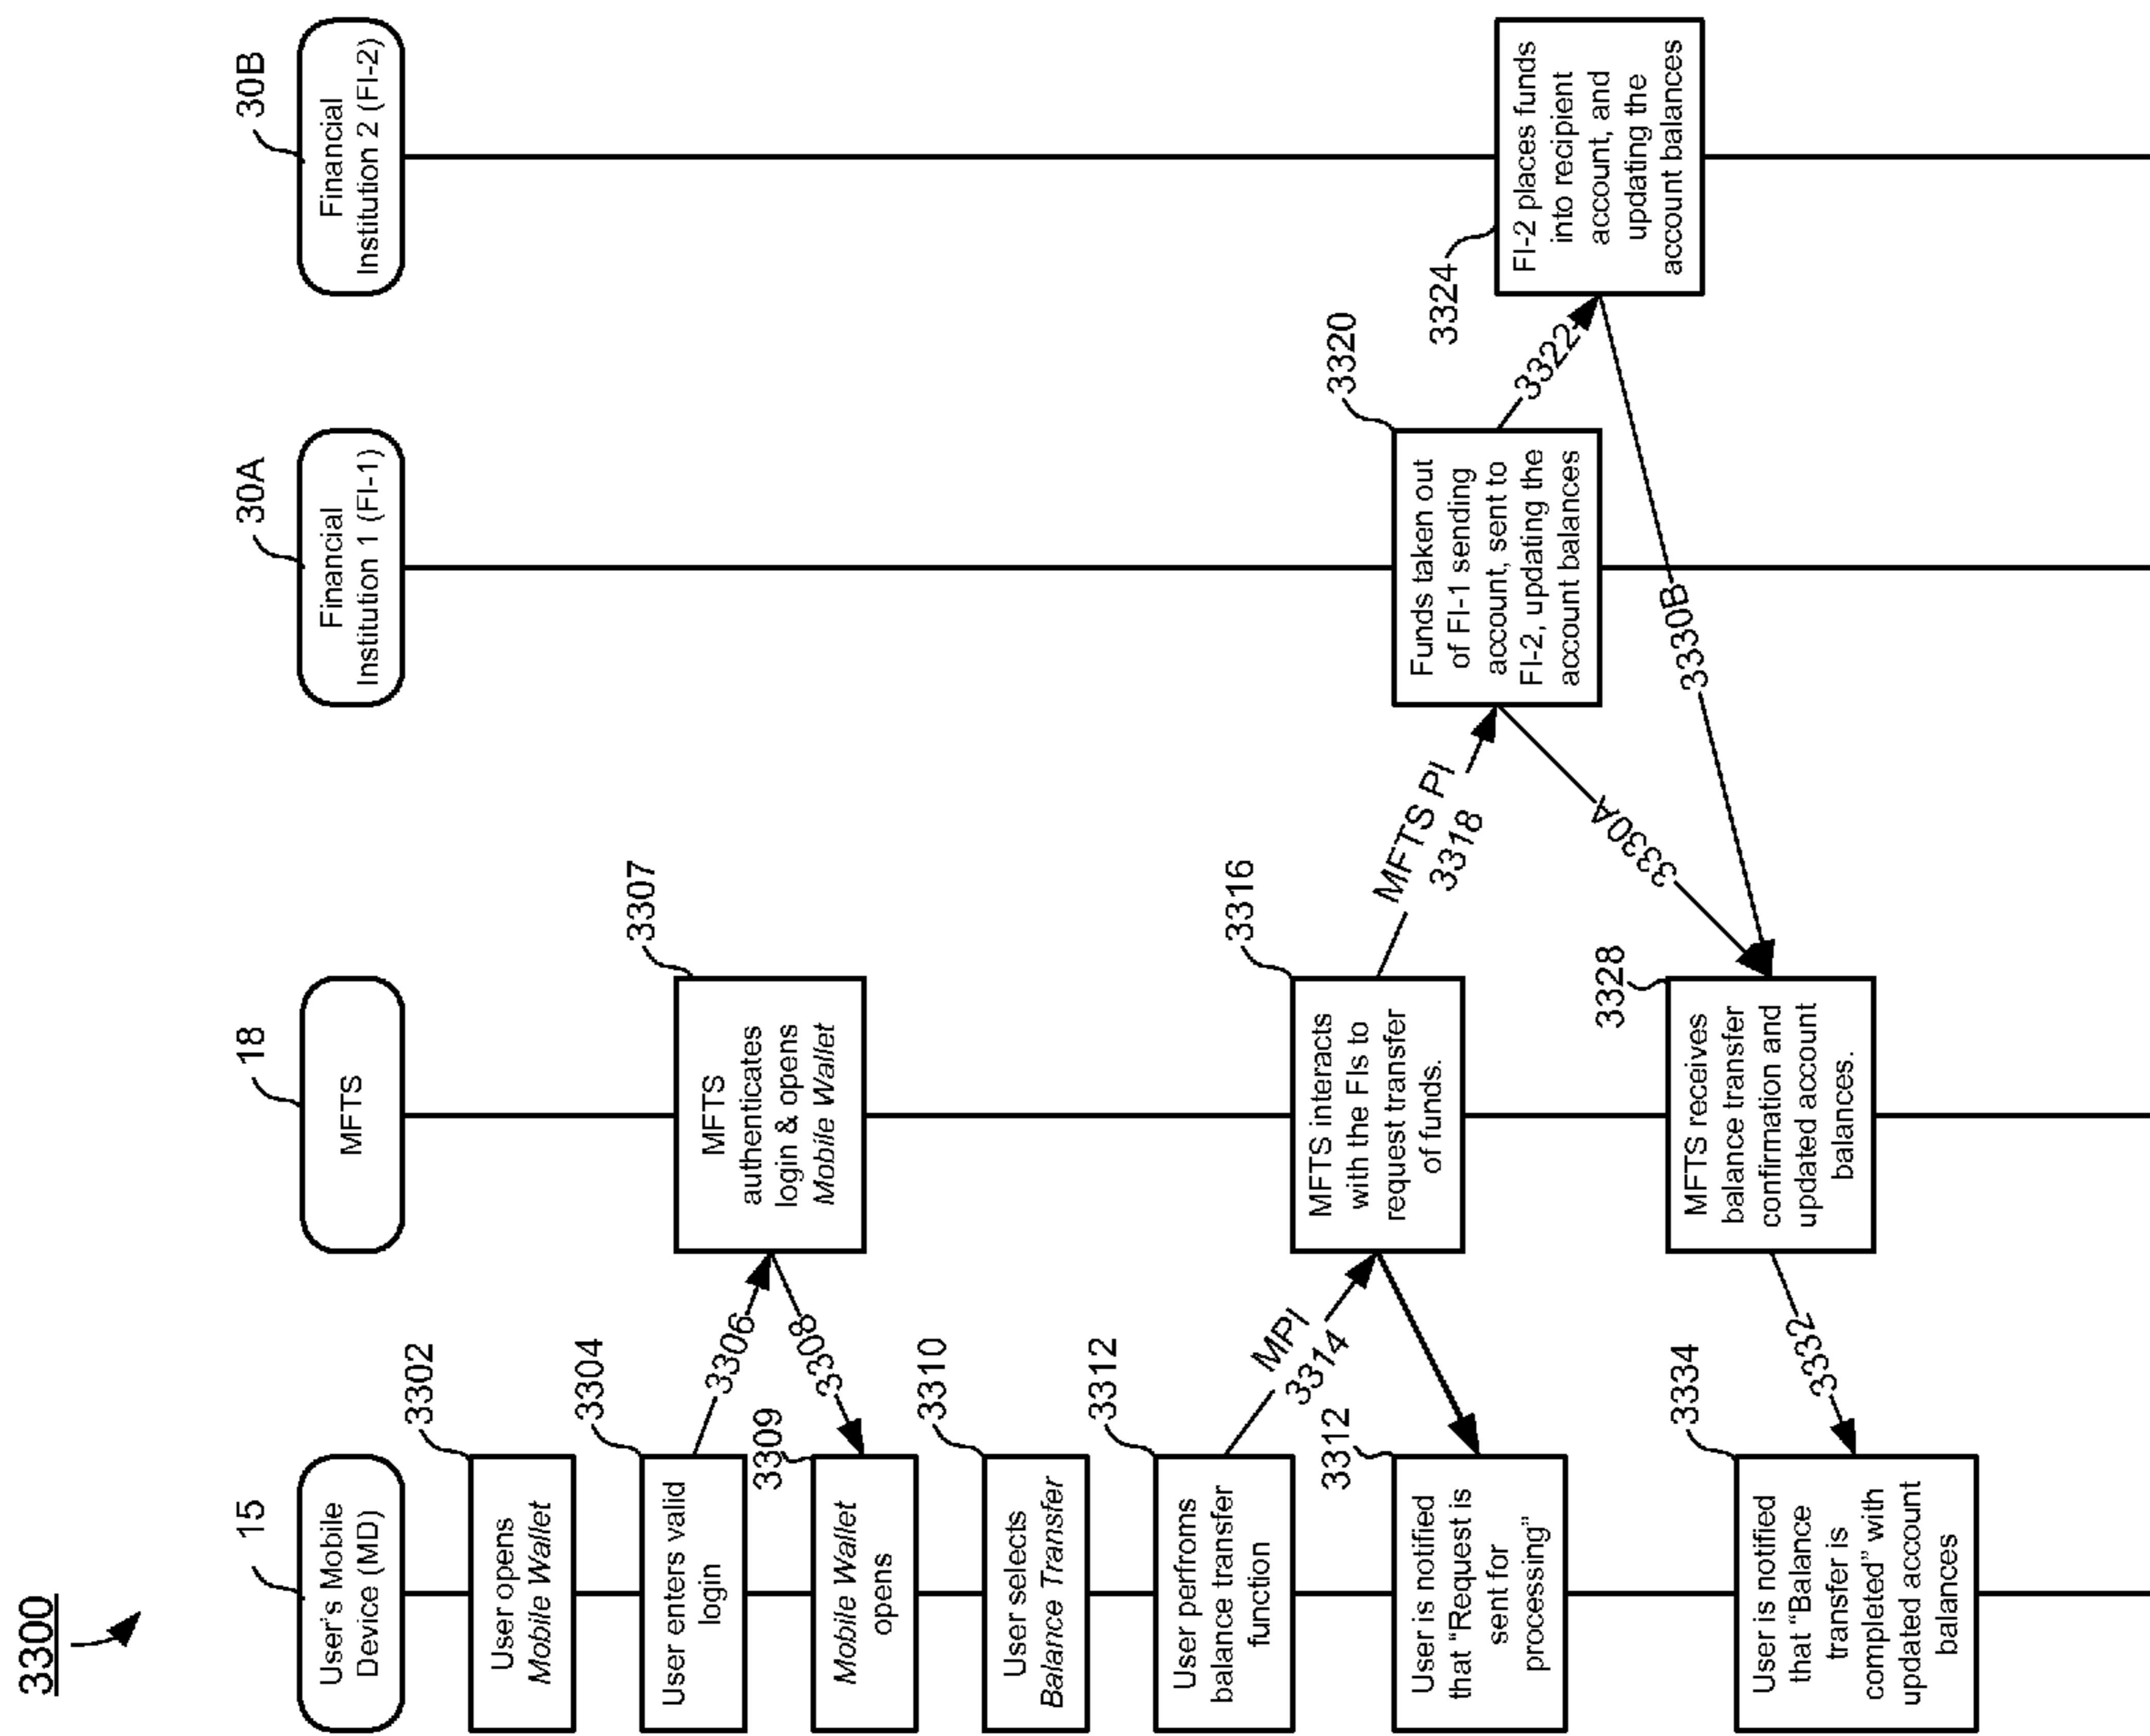 3300
15
User's Mobile
Device (MD)
18
MFTS
30A
Financial
Institution 1 (FI-1)
30B
Financial
Institution 2 (FI-2)
3302
User opens
Mobile Wallet
3304
User enters valid
login
3306
3307
MFTS
authenticates
login & opens
Mobile Wallet
3308
3309
Mobile Wallet
opens
3310
User selects
Balance Transfer
3312
User perfroms
balance transfer
function
MPI
3314
3316
MFTS interacts
with the FIs to
request transfer
of funds.
3312
User is notified
that “Request is
sent for
processing”
MFTS PI
3318
3320
Funds taken out
of FI-1 sending
account, sent to
FI-2, updating the
account balances
3322
3324
FI-2 places funds
into recipient
account, and
updating the
account balances
3330A
3330B
3328
MFTS receives
balance transfer
confirmation and
updated account
balances.
3332
3334
User is notified
that “Balance
transfer is
completed” with
updated account
balances